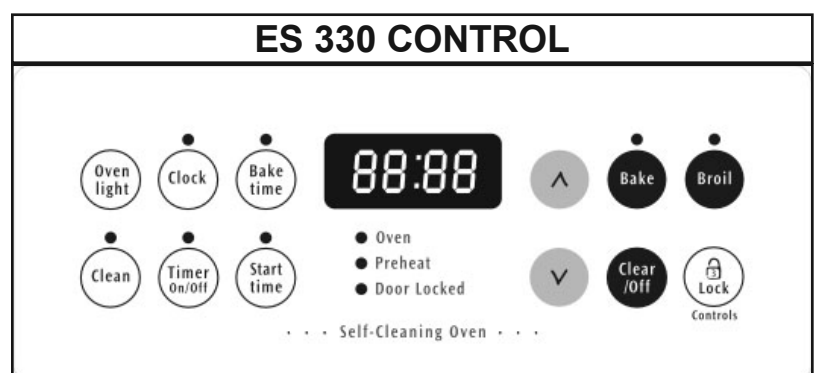 ES 330 CONTROL
Oven
light
Clock
Bake
time
88:88
∧
Bake
Broil
Clean
Timer
On/Off
Start
time
Oven
Preheat
Door Locked
∨
Clear
/Off
3
Lock
Controls
· · · Self-Cleaning Oven · · ·